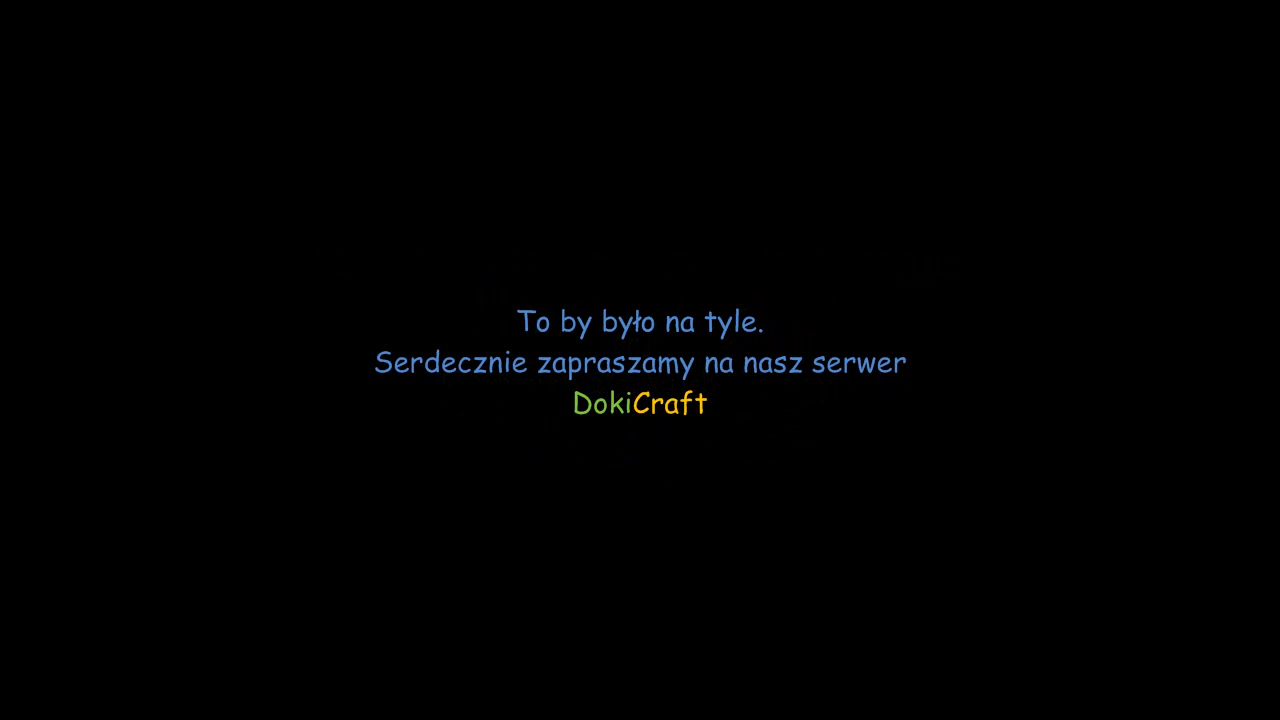 To by było na tyle.
Serdecznie zapraszamy na nasz serwer
DokiCraft